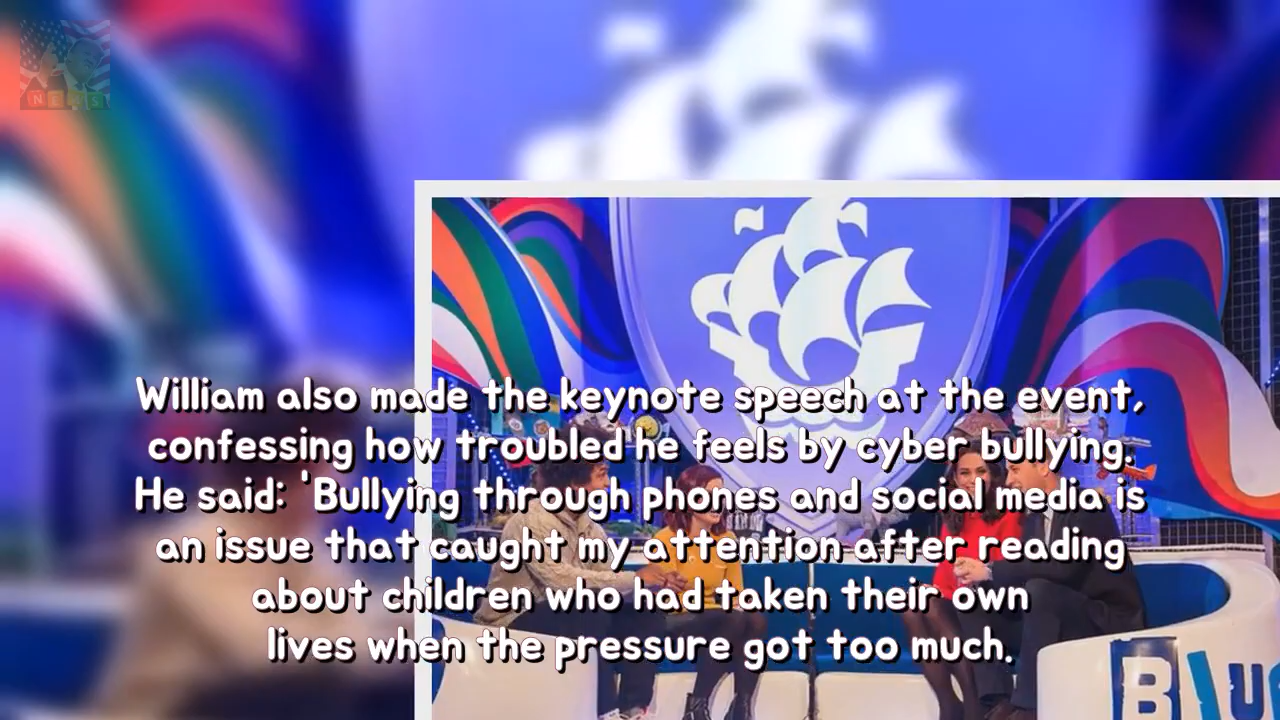 NEWS
William also made the keynote speech at the event,
confessing how troubled he feels by cyber bullying.
He said: 'Bullying through phones and social media is
an issue that caught my attention after reading
about children who had taken their own
lives when the pressure got too much.
Blue